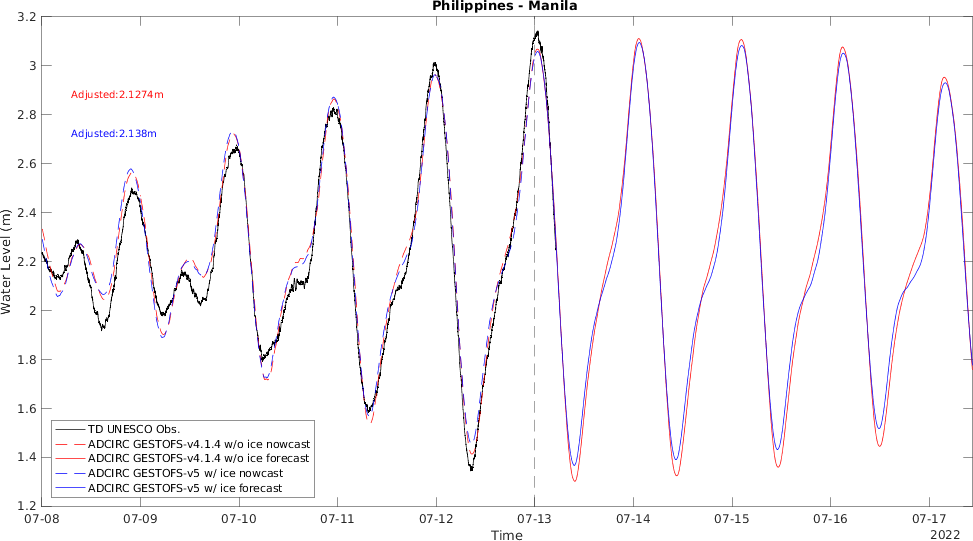 Philippines - Manila
3.2
3
2.8
2.6
2.4
2.2
2
1.8
1.6
1.4
1.2
Water Level (m)
Adjusted:2.1274m
Adjusted:2.138m
TD UNESCO Obs.
ADCIRC GESTOFS-v4.1.4 w/o ice nowcast
ADCIRC GESTOFS-v4.1.4 w/o ice forecast
ADCIRC GESTOFS-v5 w/ ice nowcast
ADCIRC GESTOFS-v5 w/ ice forecast
07-08 07-09 07-10 07-11 07-12 07-13 07-14 07-15 07-16 07-17
Time
2022